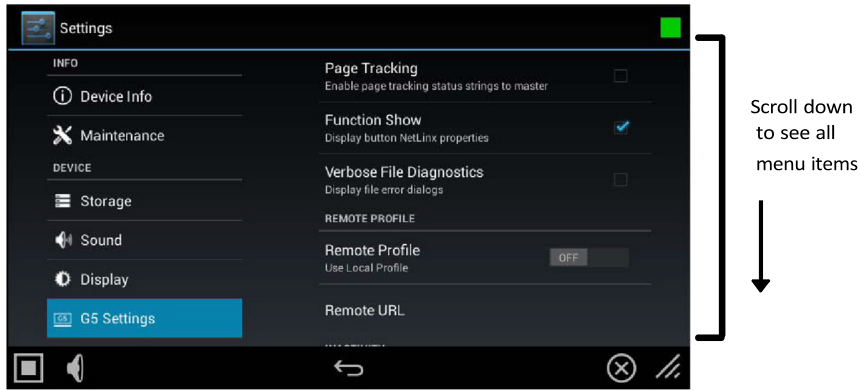 Settings
INFO
Device Info
Maintenance
DEVICE
Storage
Sound
Display
G5 G5 Settings
Page Tracking
Enable page tracking status strings to master
Function Show
Display button NetLinx properties
Verbose File Diagnostics
Display file error dialogs
REMOTE PROFILE
Remote Profile
Use Local Profile
OFF
Remote URL
INACTIVITY
Scroll down
to see all
menu items